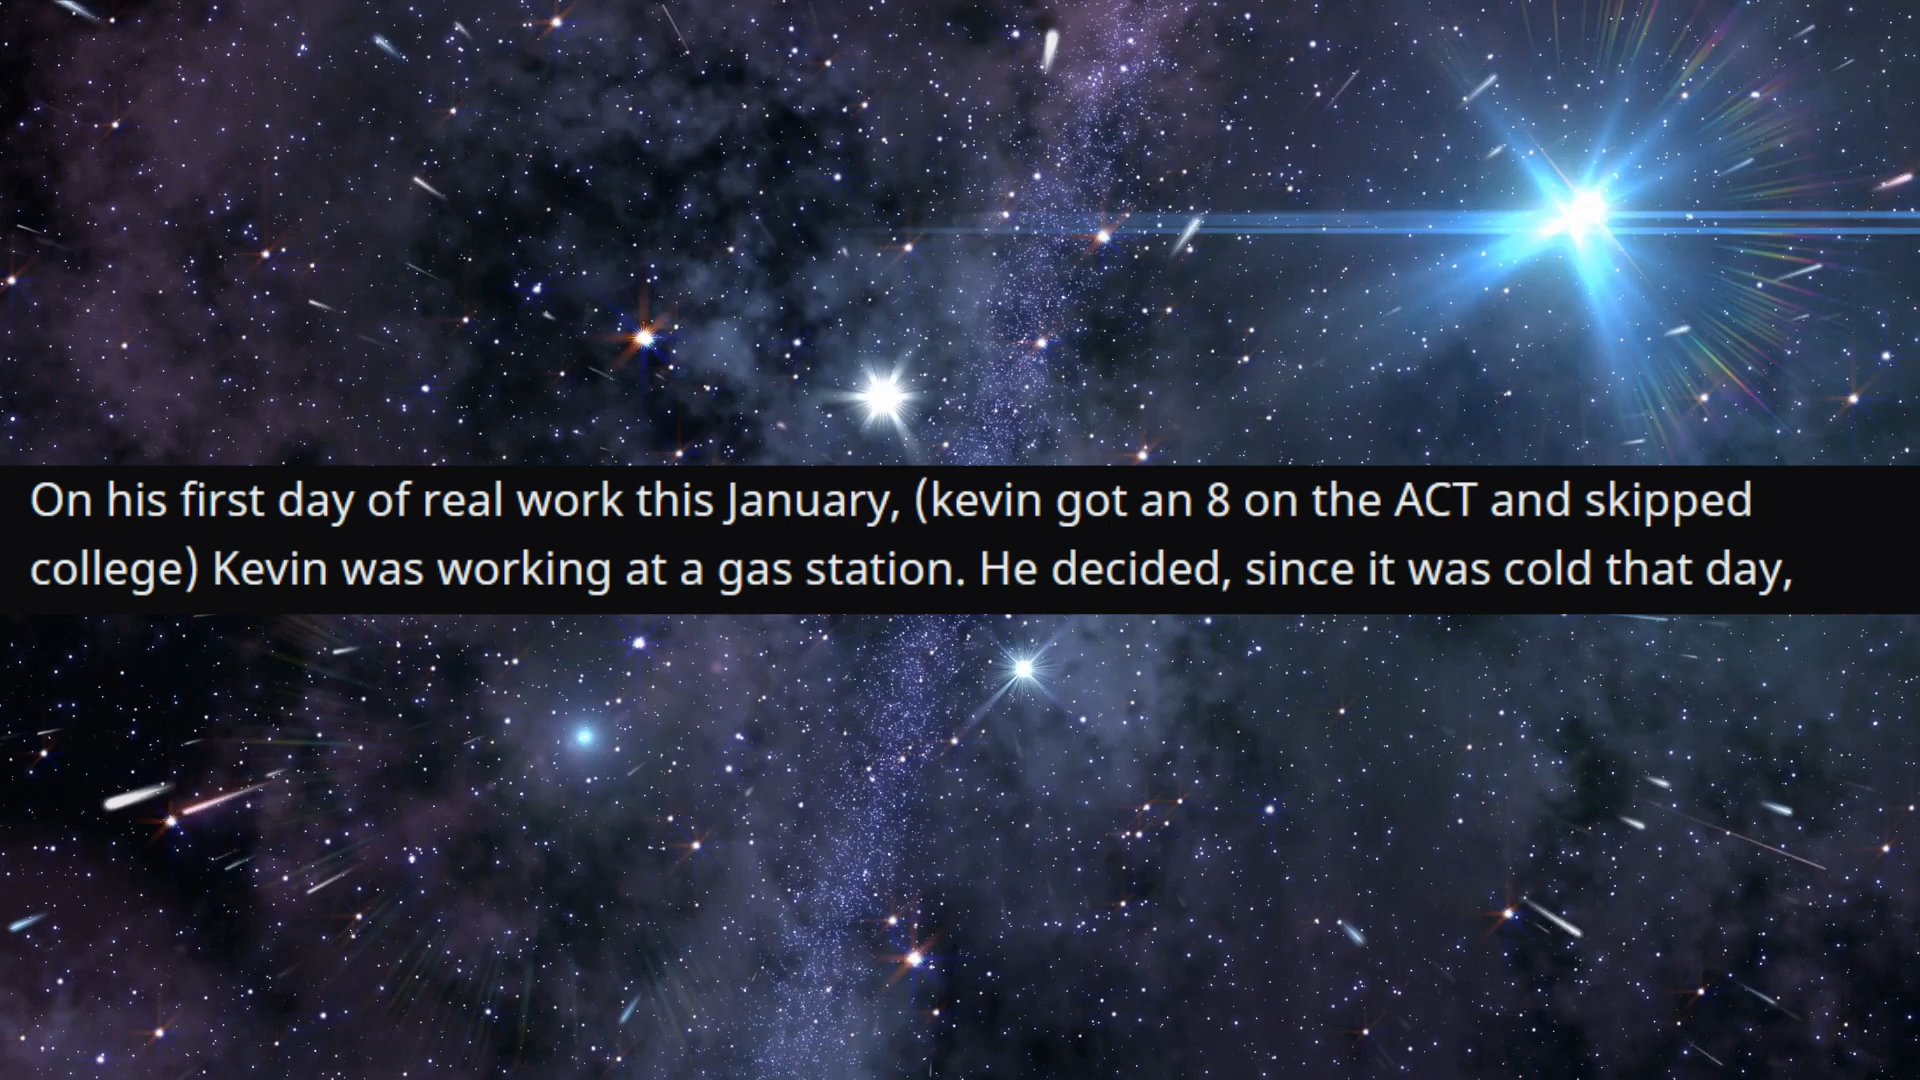 On his first day of real work this January, (kevin got an 8 on the ACT and skipped
college) Kevin was working at a gas station. He decided, since it was cold that day,